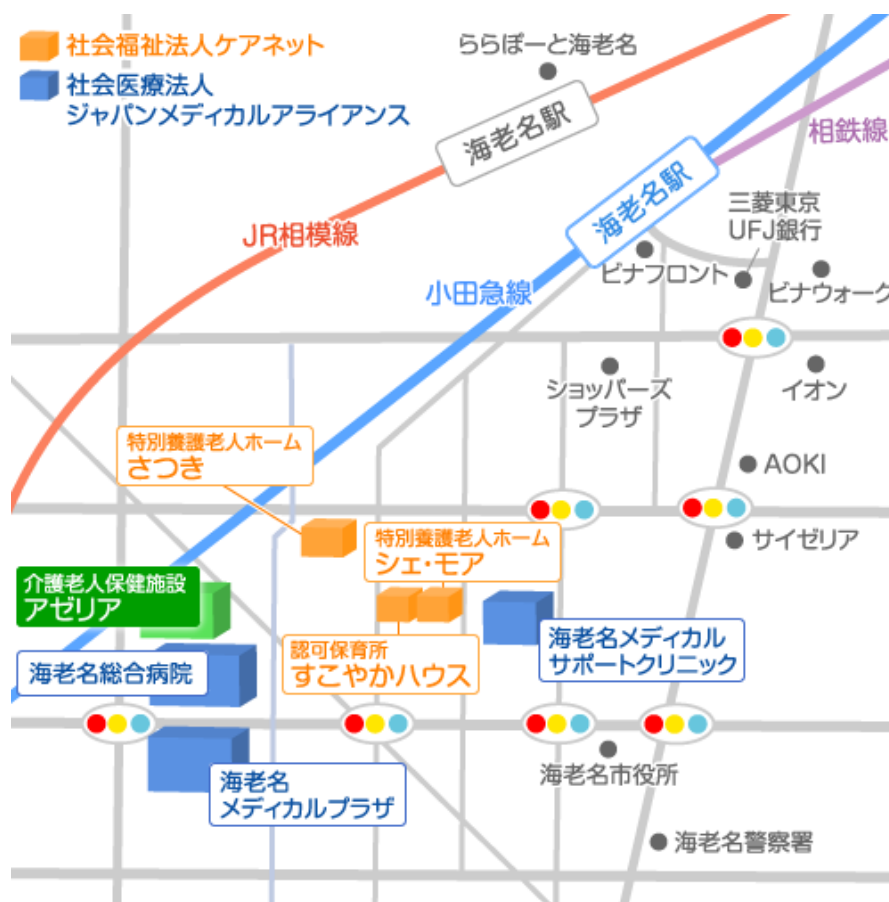 社会福祉法人ケアネット
社会医療法人
ジャパンメディカルアライアンス
ららぽーと海老名
海老名駅
相鉄線
海老名駅
三菱東京
UFJ銀行
JR相模線
小田急線
ビナフロント
ビナウォーク
ショッパーズ
プラザ
イオン
特別養護老人ホーム
さつき
AOKI
特別養護老人ホーム
シェ・モア
サイゼリア
介護老人保健施設
アゼリア
海老名総合病院
認可保育所
すこやかハウス
海老名メディカル
サポートクリニック
海老名
メディカルプラザ
海老名市役所
海老名警察署